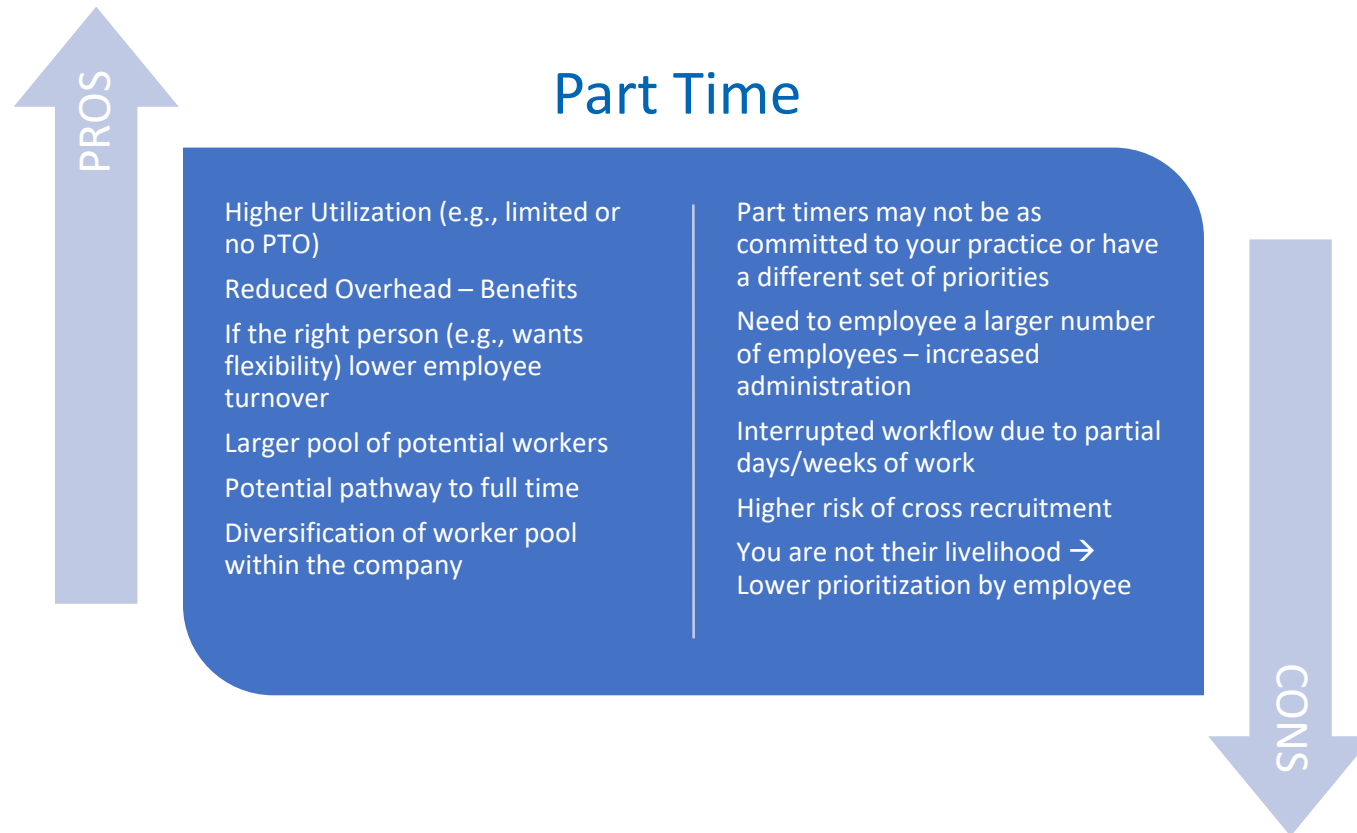 PROS
Part Time
Higher Utilization (e.g., limited or
no PTO)
Reduced Overhead – Benefits
If the right person (e.g., wants
flexibility) lower employee
turnover
Larger pool of potential workers
Potential pathway to full time
Diversification of worker pool
within the company
Part timers may not be as
committed to your practice or have
a different set of priorities
Need to employee a larger number
of employees – increased
administration
Interrupted workflow due to partial
days/weeks of work
Higher risk of cross recruitment
You are not their livelihood →
Lower prioritization by employee
CONS